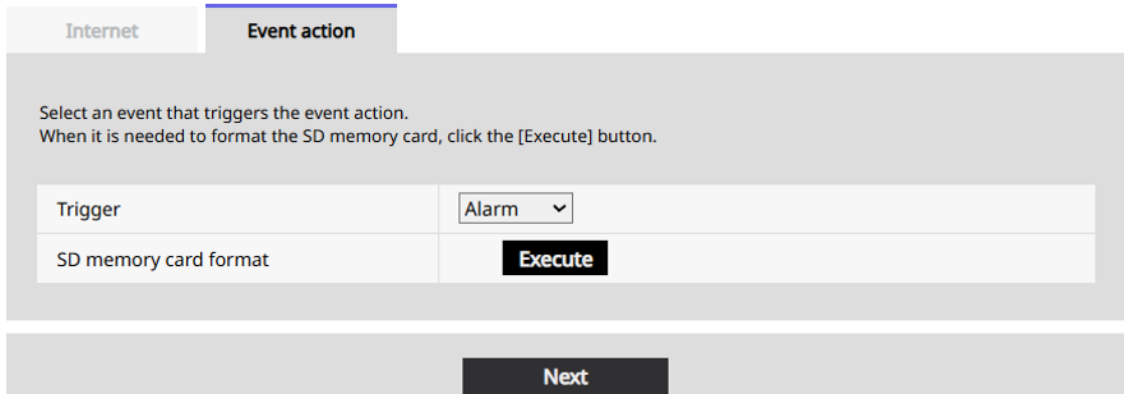 Internet
Event action
Select an event that triggers the event action.
When it is needed to format the SD memory card, click the [Execute] button.
Trigger
Alarm
SD memory card format
Execute
Next